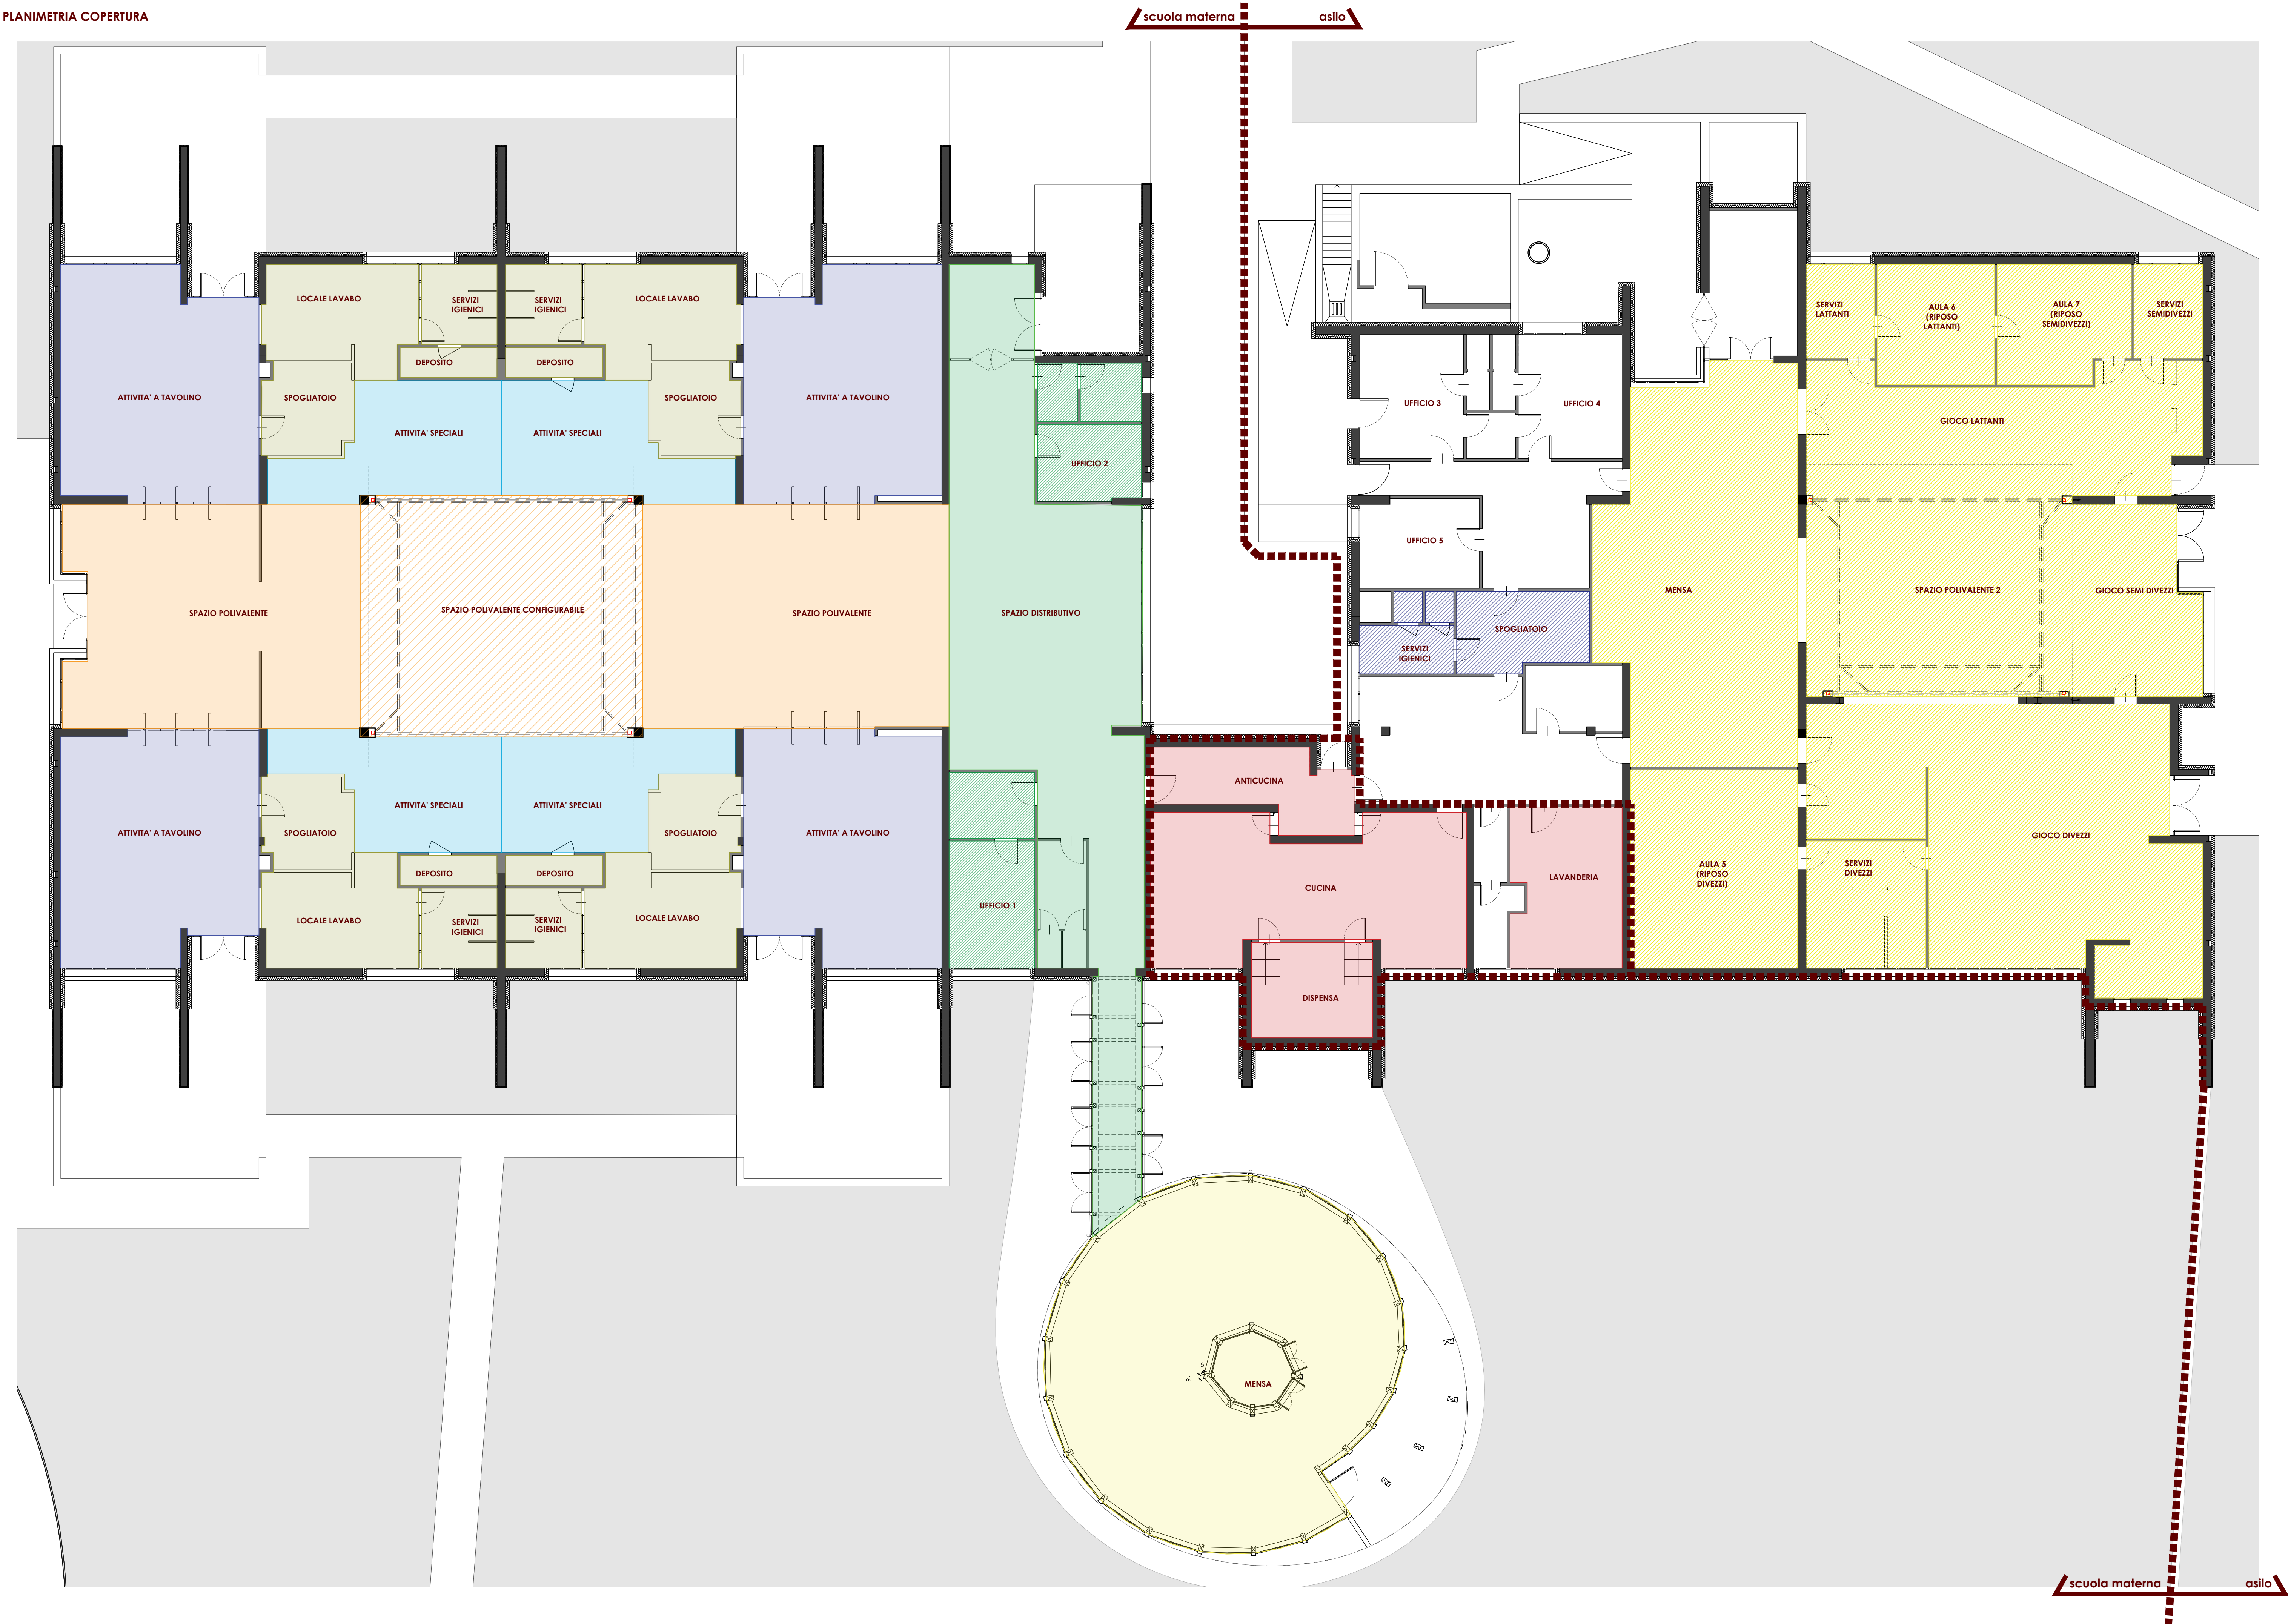 PLANIMETRIA COPERTURA
scuola materna
asilo
LOCALE LAVABO
SERVIZI
IGIENICI
SERVIZI
IGIENICI
LOCALE LAVABO
DEPOSITO
DEPOSITO
ATTIVITA' A TAVOLINO
SPOGLIATOIO
ATTIVITA' SPECIALI
ATTIVITA' SPECIALI
SPOGLIATOIO
ATTIVITA' A TAVOLINO
UFFICIO 2
UFFICIO 3
UFFICIO 4
SERVIZI
LATTANTI
AULA 6
(RIPOSO
LATTANTI)
AULA 7
(RIPOSO
SEMIDIVEZZI)
SERVIZI
SEMIDIVEZZI
GIOCO LATTANTI
UFFICIO 5
SPAZIO POLIVALENTE
SPAZIO POLIVALENTE CONFIGURABILE
SPAZIO POLIVALENTE
SPAZIO DISTRIBUTIVO
MENSA
SPAZIO POLIVALENTE 2
GIOCO SEMI DIVEZZI
SPOGLIATOIO
SERVIZI
IGIENICI
ANTICUCINA
ATTIVITA' SPECIALI
ATTIVITA' SPECIALI
ATTIVITA' A TAVOLINO
SPOGLIATOIO
SPOGLIATOIO
ATTIVITA' A TAVOLINO
GIOCO DIVEZZI
DEPOSITO
DEPOSITO
CUCINA
LAVANDERIA
AULA 5
(RIPOSO
DIVEZZI)
SERVIZI
DIVEZZI
LOCALE LAVABO
SERVIZI
IGIENICI
SERVIZI
IGIENICI
LOCALE LAVABO
UFFICIO 1
DISPENSA
5
16
MENSA
scuola materna
asilo